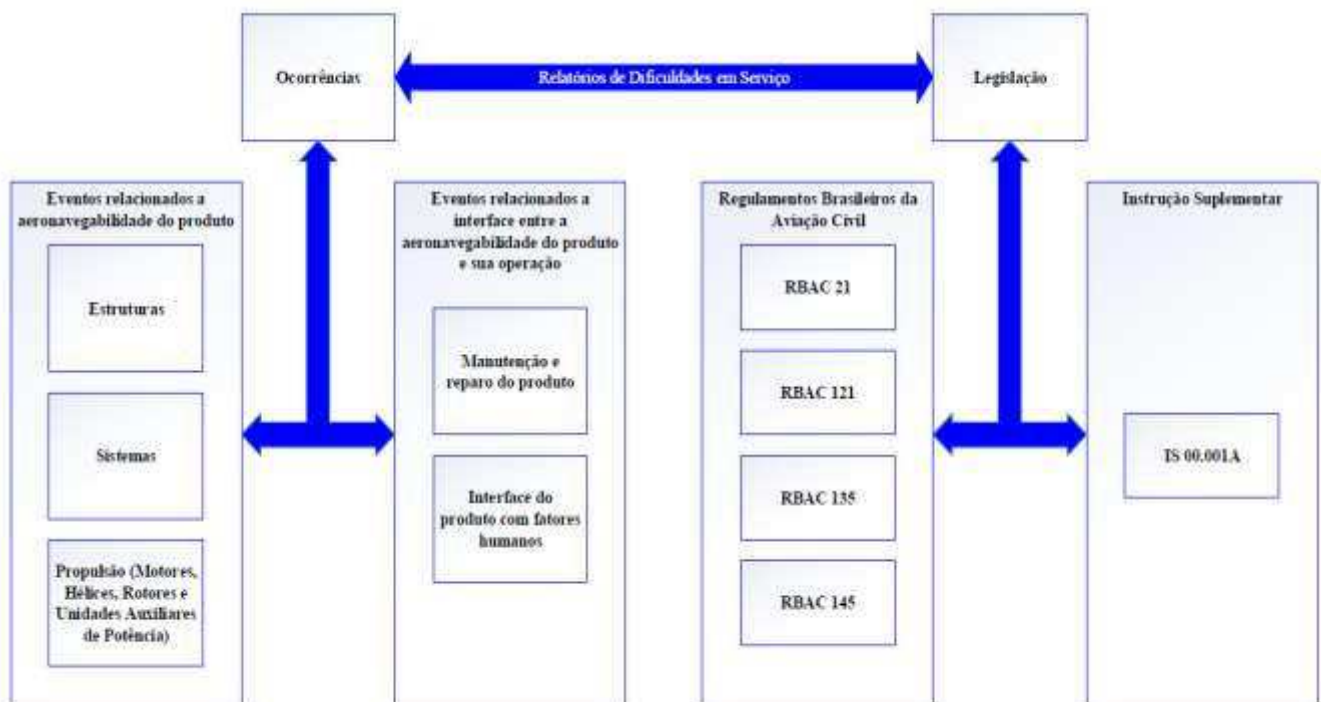 Ocorrências
Relatórios de Dificuldades em Serviço
Legislação
Eventos relacionados a
aeronavegabilidade do produto
Estruturas
Sistemas
Propulsão (Motores,
Hélices, Rotores e
Unidades Auxiliares
de Potência)
Eventos relacionados a
interface entre a
aeronavegabilidade do produto
e sua operação
Manutenção e
reparo do produto
Interface do
produto com fatores
humanos
Regulamentos Brasileiros da
Aviação Civil
RBAC 21
RBAC 121
RBAC 135
RBAC 145
Instrução Suplementar
IS 00.001A